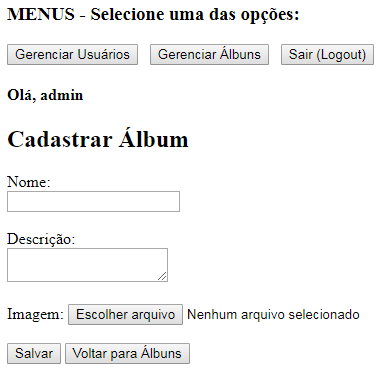 MENUS - Selecione uma das opções:
Gerenciar Usuários Gerenciar Álbuns Sair (Logout)
Olá, admin
Cadastrar Álbum
Nome:
Descrição:
Imagem: Escolher arquivo Nenhum arquivo selecionado
Salvar Voltar para Álbuns